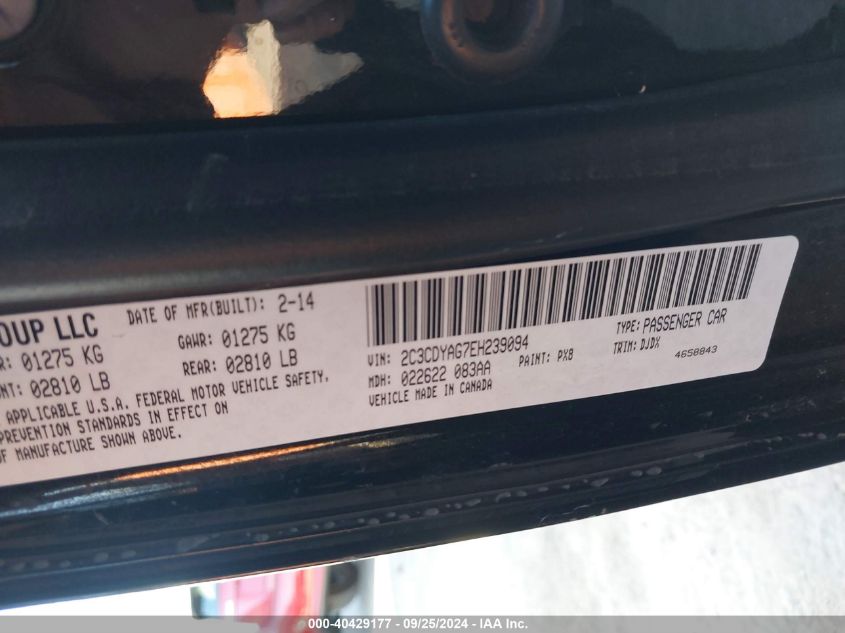 OUP LLC
DATE OF MFR(BUILT): 2-14
R: 01275 KG
GAWR: 01275 KG
NT: 02810 LB
REAR: 02810 LB
APPLICABLE U.S.A. FEDERAL MOTOR VEHICLE SAFETY,
PREVENTION STANDARDS IN EFFECT ON
OF MANUFACTURE SHOWN ABOVE.
VIN: 2C3CDYAG7EH239094
TYPE: PASSENGER CAR
MDH: 022622 083AA
PAINT: PX8
TRIM: DJDX
VEHICLE MADE IN CANADA
4658843
000-40429177 - 09/25/2024 - IAA Inc.